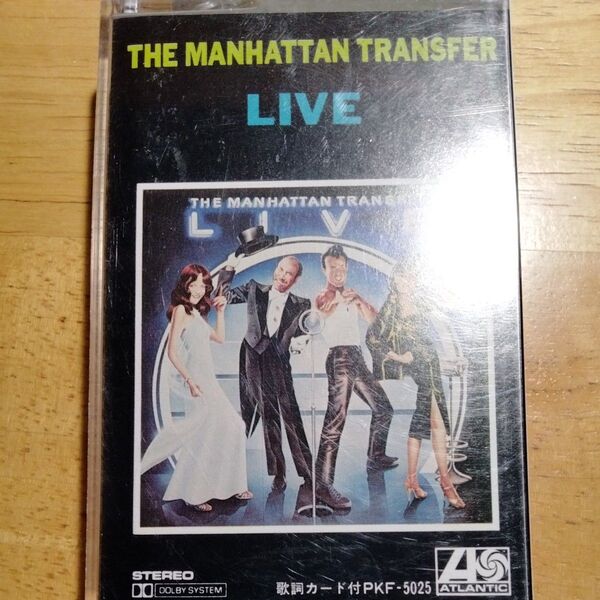 THE MANHATTAN TRANSFER
LIVE
THE MANHATTAN
LIV
STEREO
DOLBY SYSTEM
歌詞カード付PKF-5025
ATLANTIC